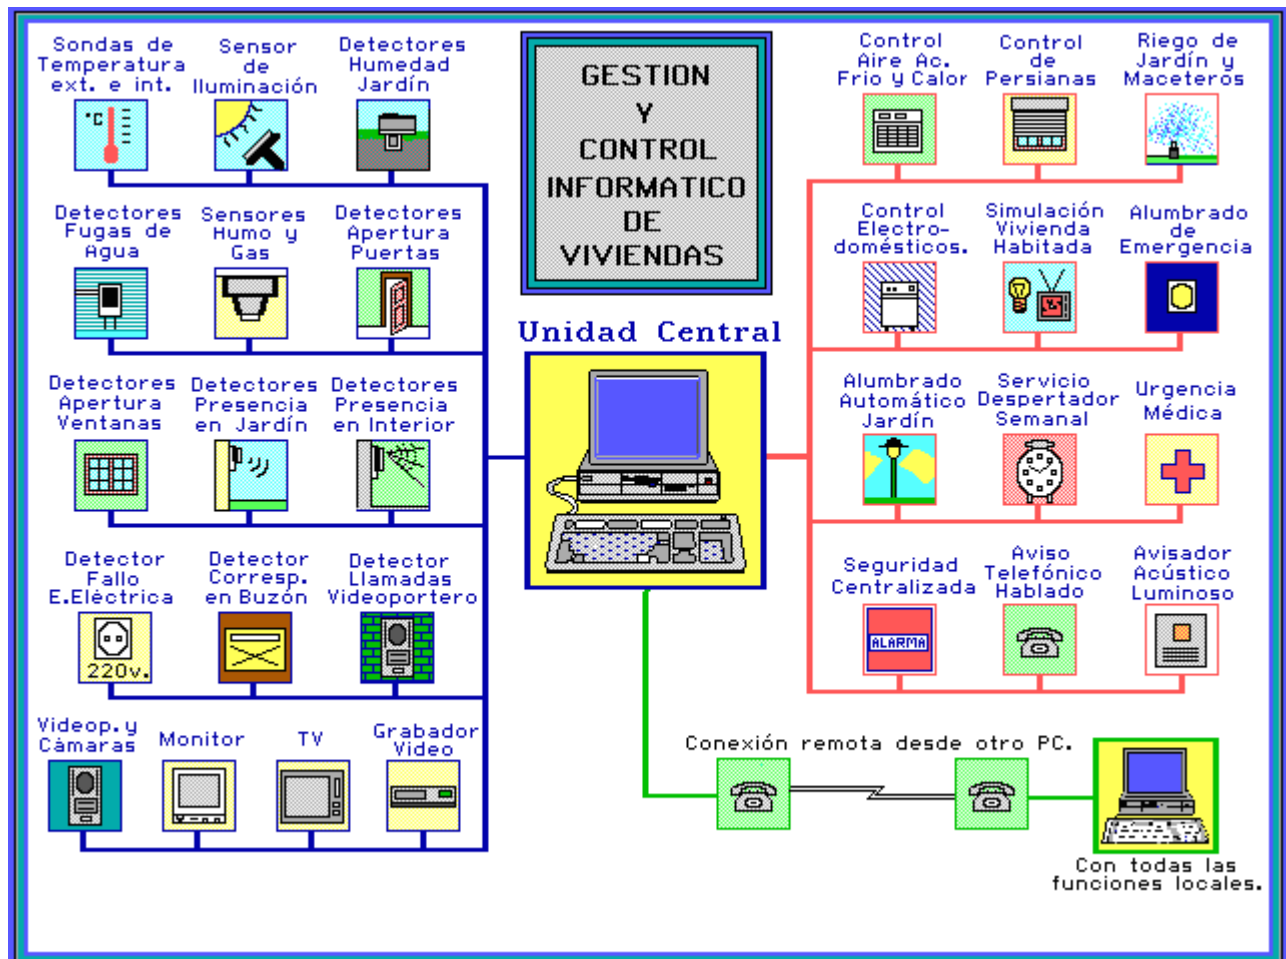 GESTION
Y
CONTROL
INFORMATICO
DE
VIVIENDAS
Sondas de
Temperatura
ext. e int.
°C
Sensor
de
Iluminación
Detectores
Humedad
Jardín
Detectores
Fugas de
Agua
Sensores
Humo y
Gas
Detectores
Apertura
Puertas
Detectores
Apertura
Ventanas
Detectores
Presencia
en Jardín
Detectores
Presencia
en Interior
Detector
Fallo
E.Eléctrica
220v.
Detector
Corresp.
en Buzón
Detector
Llamadas
Videoportero
Videop.y
Cámaras
Monitor
TV
Grabador
Video
Unidad Central
Control
Aire Ac.
Frio y Calor
Control
de
Persianas
Riego de
Jardín y
Maceteros
Control
Electro-
domésticos.
Simulación
Vivienda
Habitada
Alumbrado
de
Emergencia
Alumbrado
Automático
Jardín
Servicio
Despertador
Semanal
Urgencia
Médica
Seguridad
Centralizada
ALARMA
Aviso
Telefónico
Hablado
Avisador
Acústico
Luminoso
Conexión remota desde otro PC.
Con todas las
funciones locales.